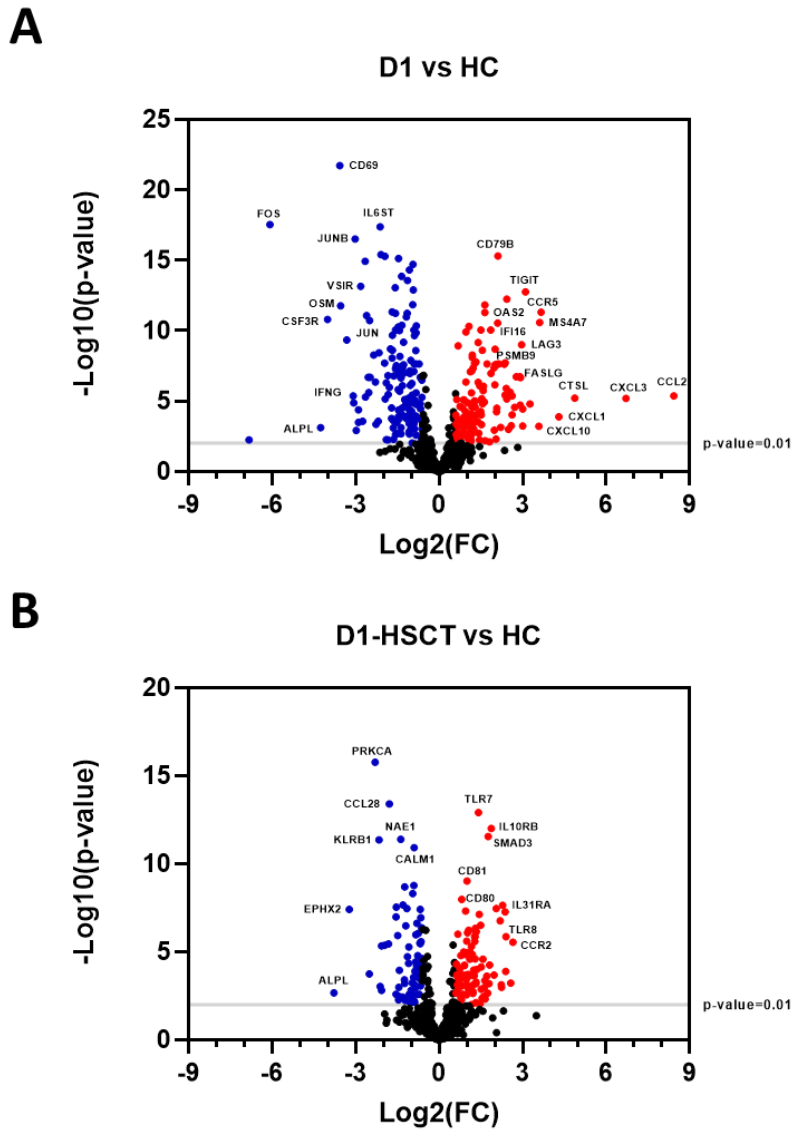 A
D1 vs HC
25
20
15
10
5
0
-Log10(p-value)
CD69
FOS
IL6ST
JUNB
CD79B
VSIR
TIGIT
OSM
CCR5
CSF3R
OAS2
MS4A7
JUN
IFI16
LAG3
PSMB9
FASLG
IFNG
CTSL
CXCL3
CCL2
ALPL
CXCL1
CXCL10
p-value=0.01
-9 -6 -3 0 3 6 9
Log2(FC)
B
D1-HSCT vs HC
20
15
10
5
0
-Log10(p-value)
PRKCA
CCL28
TLR7
NAE1
IL10RB
KLRB1
SMAD3
CALM1
CD81
CD80
EPHX2
IL31RA
TLR8
CCR2
ALPL
p-value=0.01
-9 -6 -3 0 3 6 9
Log2(FC)